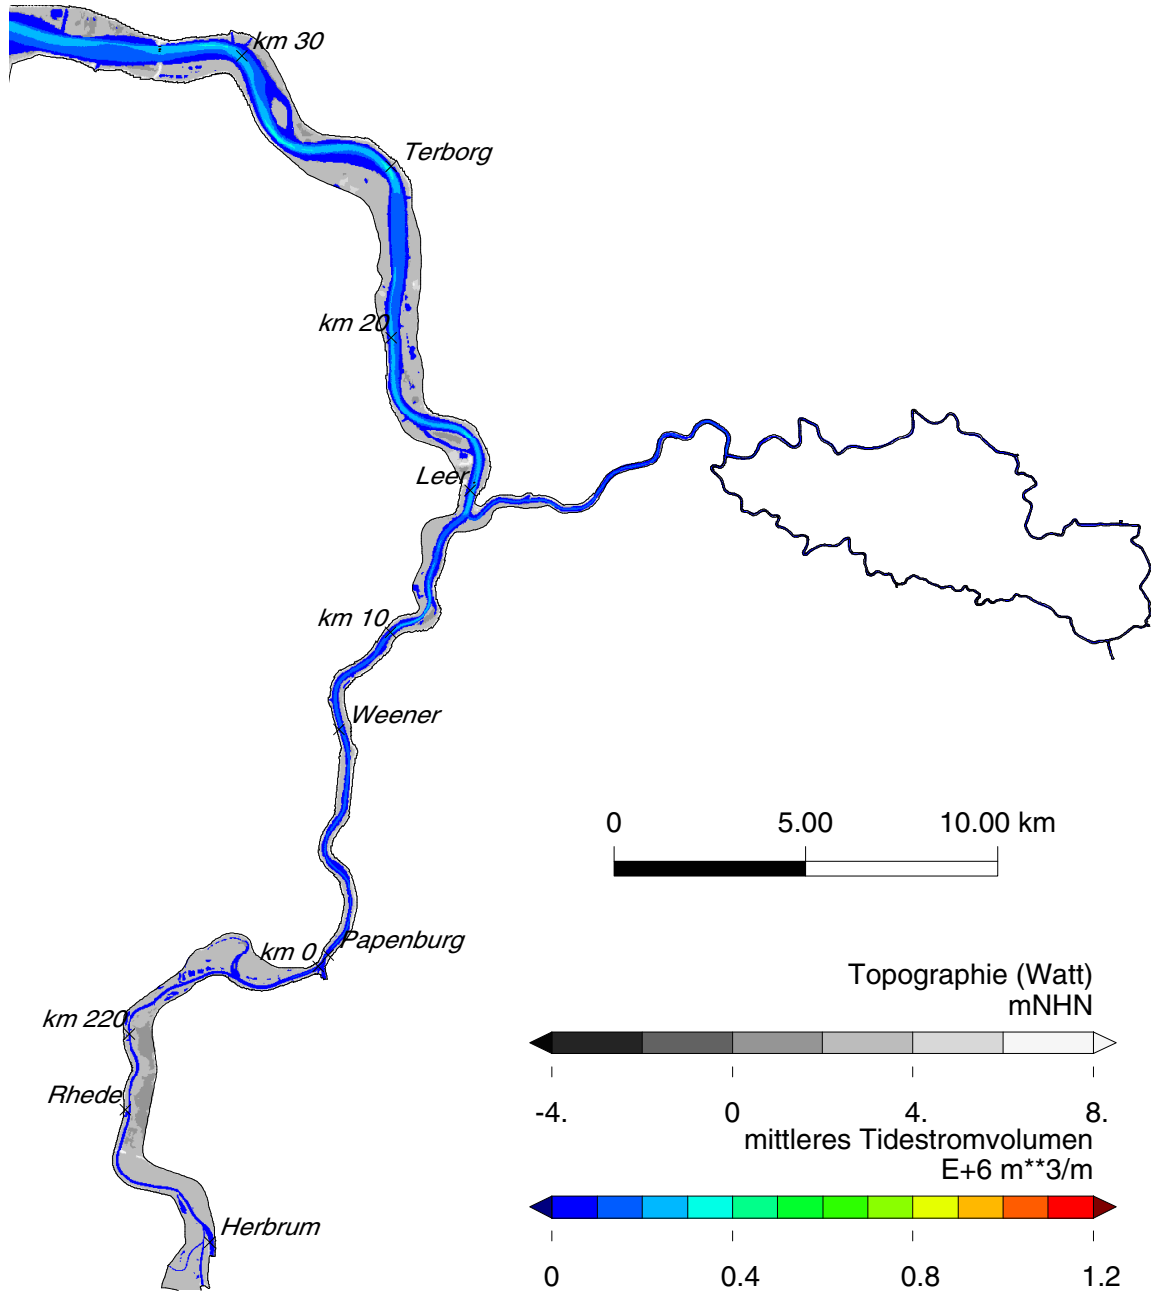 km 30
Terborg
km 20
Leer
km 10
Weener
0 5.00 10.00 km
km 0 Papenburg
Topographie (Watt)
mNHN
km 220
Rhede
-4. 0 4. 8.
mittleres Tidestromvolumen
E+6 m**3/m
Herbrum
0 0.4 0.8 1.2